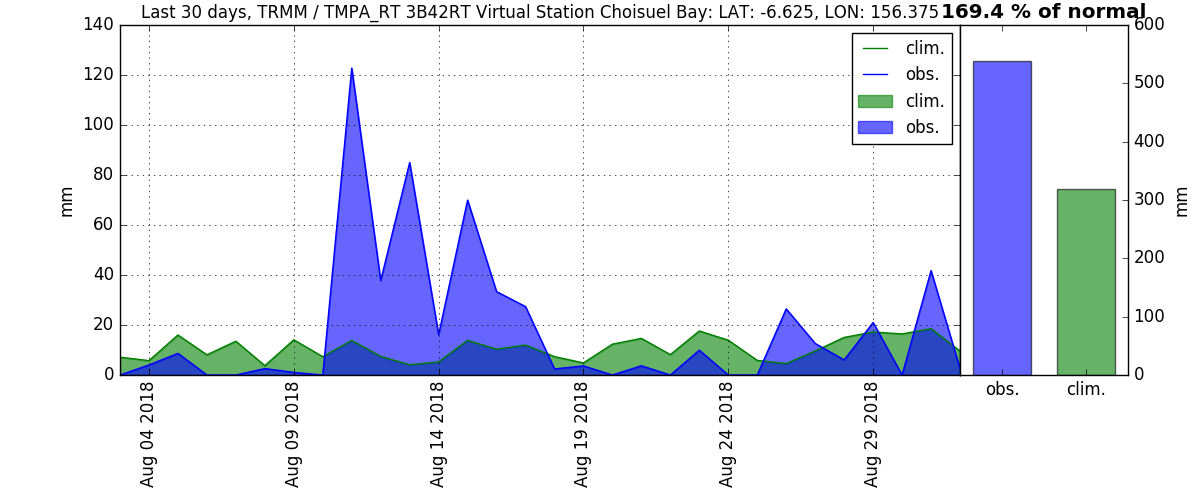 Last 30 days, TRMM / TMPA_RT 3B42RT Virtual Station Choisuel Bay: LAT: -6.625, LON: 156.375 169.4 % of normal
140
120
100
80
60
40
20
0
mm
clim.
obs.
clim.
obs.
600
500
400
300
200
100
0
mm
obs. clim.
Aug 04 2018
Aug 09 2018
Aug 14 2018
Aug 19 2018
Aug 24 2018
Aug 29 2018